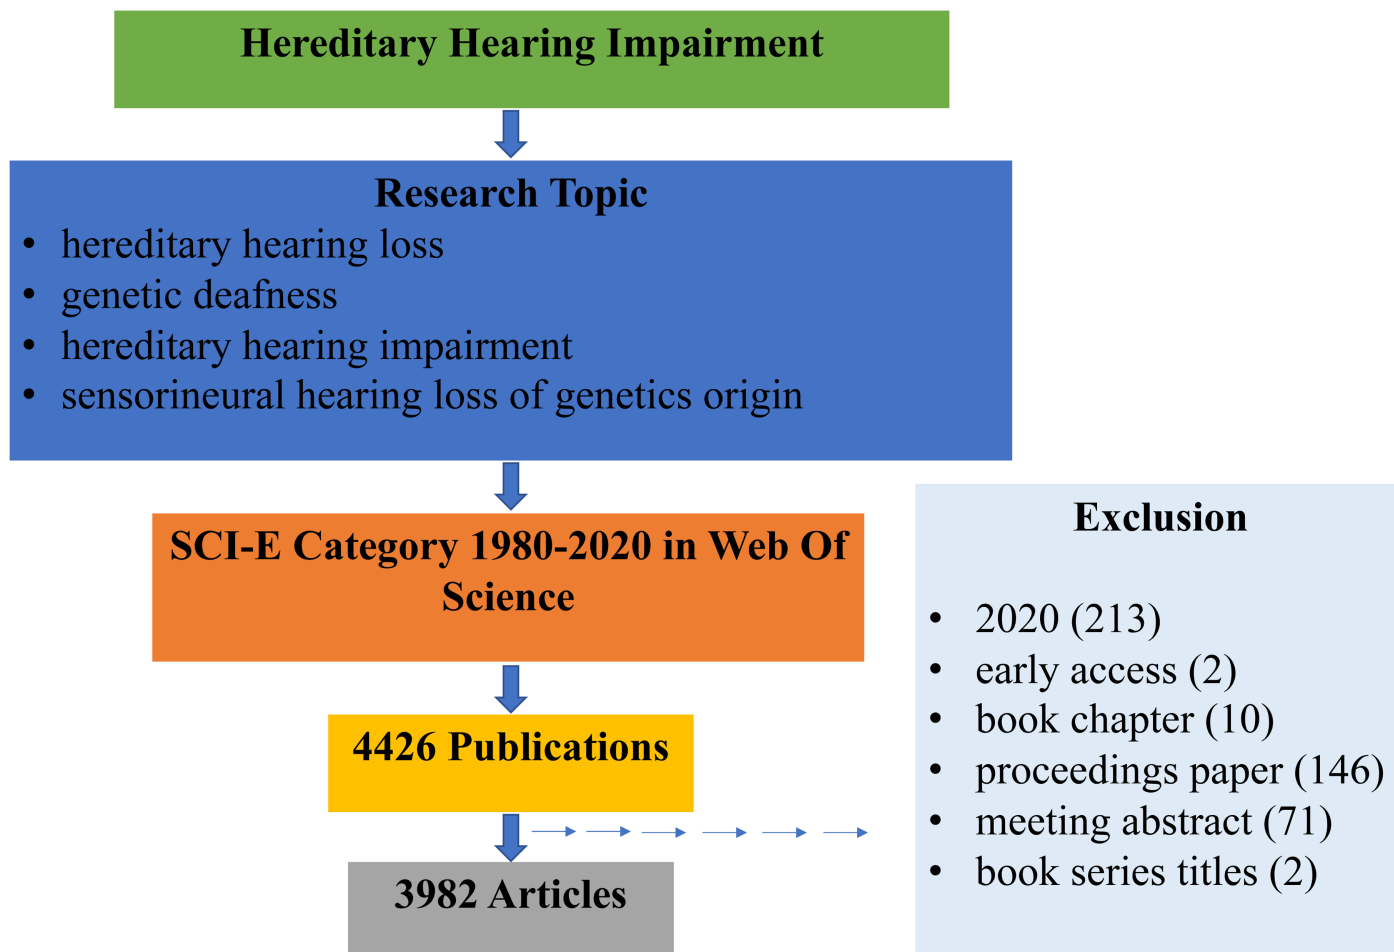 Hereditary Hearing Impairment
Research Topic
• hereditary hearing loss
• genetic deafness
• hereditary hearing impairment
• sensorineural hearing loss of genetics origin
SCI-E Category 1980-2020 in Web Of
Science
4426 Publications
3982 Articles
Exclusion
• 2020 (213)
• early access (2)
• book chapter (10)
• proceedings paper (146)
• meeting abstract (71)
• book series titles (2)